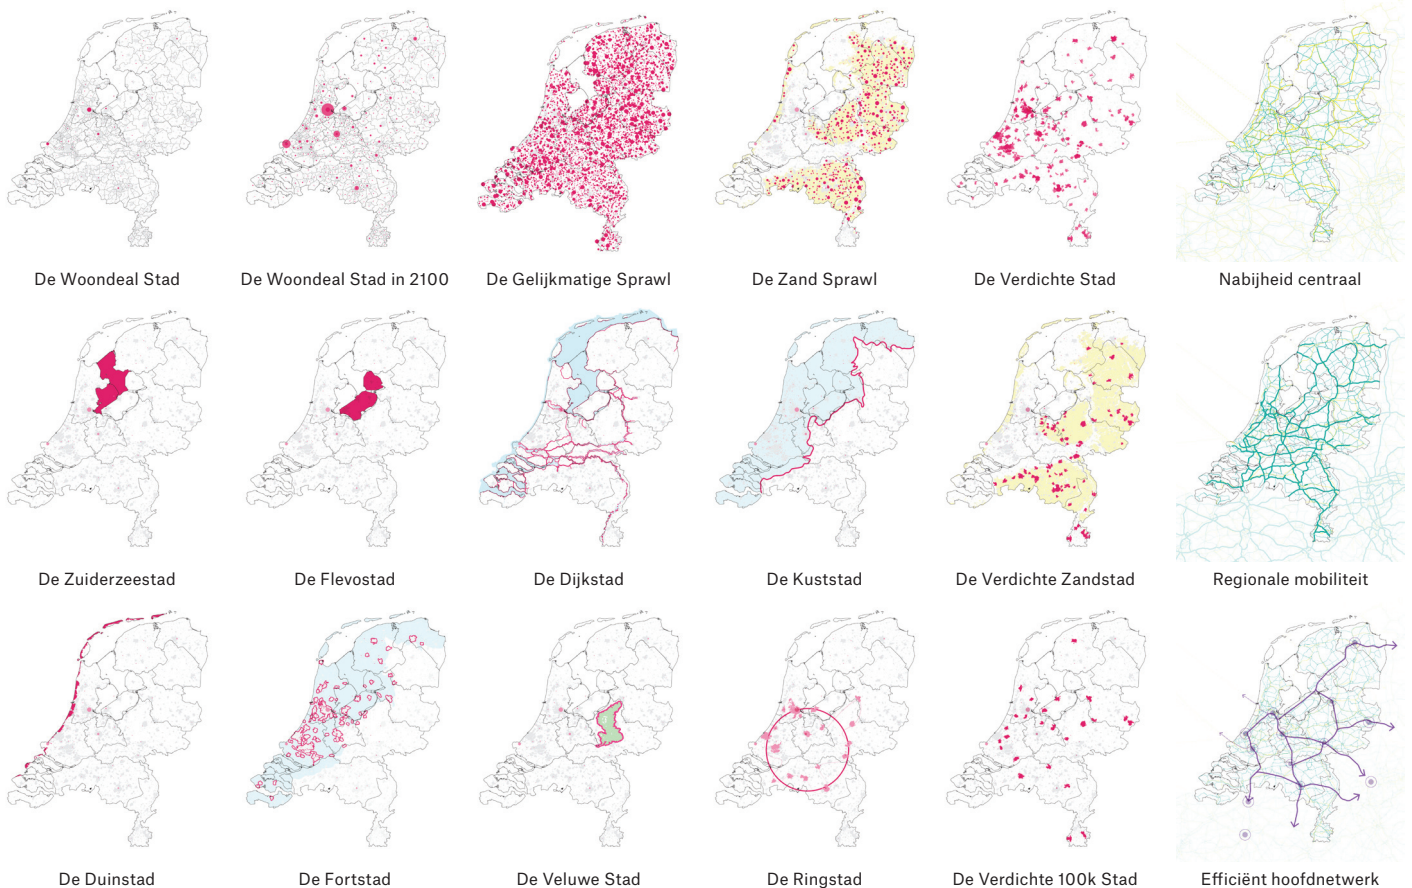 De Woondeal Stad
De Woondeal Stad in 2100
De Gelijkmatige Sprawl
De Zand Sprawl
De Verdichte Stad
Nabijheid centraal
De Zuiderzeestad
De Flevostad
De Dijkstad
De Kuststad
De Verdichte Zandstad
Regionale mobiliteit
De Duinstad
De Fortstad
De Veluwe Stad
De Ringstad
De Verdichte 100k Stad
Efficiënt hoofdnetwerk